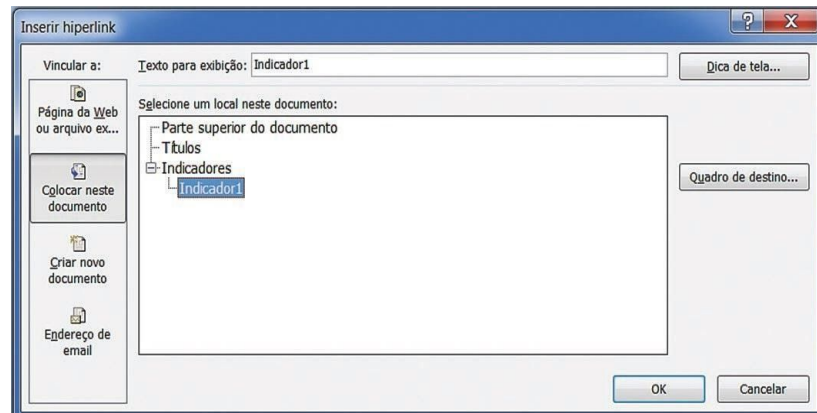 Inserir hiperlink
Vincular a:
Texto para exibição: Indicador1
Dica de tela...
Página da Web
ou arquivo ex...
Colocar neste
documento
Criar novo
documento
Endereço de
email
Selecione um local neste documento:
Parte superior do documento
Títulos
Indicadores
Indicador1
Quadro de destino...
OK
Cancelar